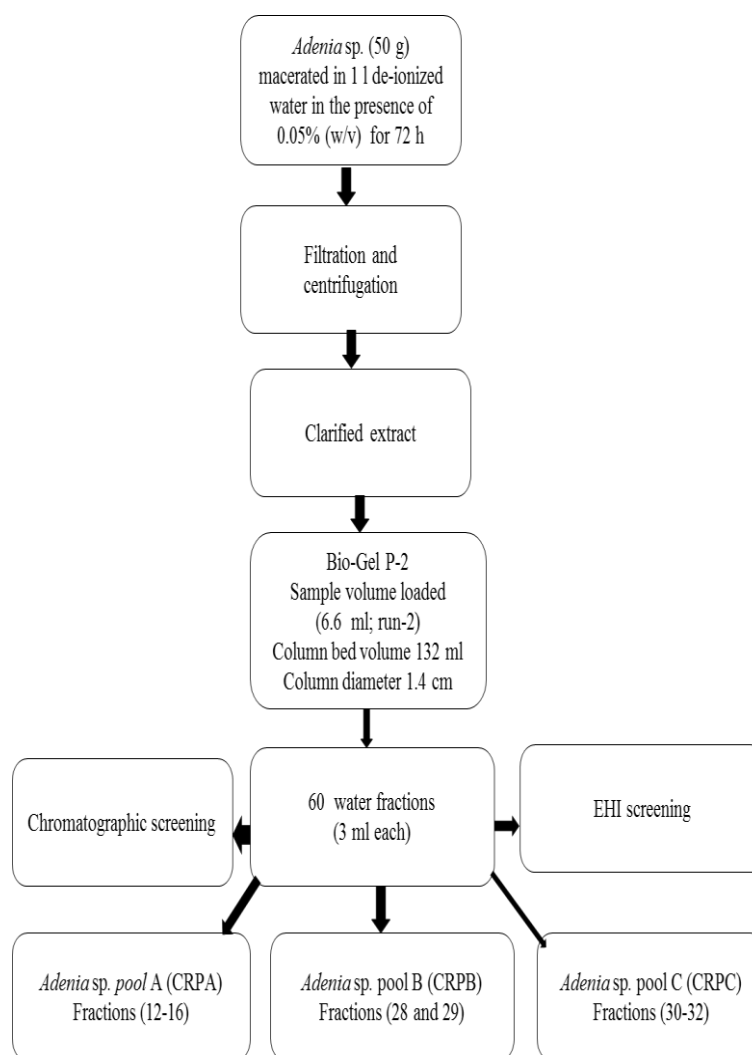 Adenia sp. (50 g)
macerated in 1 l de-ionized
water in the presence of
0.05% (w/v) for 72 h
Filtration and
centrifugation
Clarified extract
Bio-Gel P-2
Sample volume loaded
(6.6 ml; run-2)
Column bed volume 132 ml
Column diameter 1.4 cm
Chromatographic screening
60 water fractions
(3 ml each)
EHI screening
Adenia sp. pool A (CRPA)
Fractions (12-16)
Adenia sp. pool B (CRPB)
Fractions (28 and 29)
Adenia sp. pool C (CRPC)
Fractions (30-32)